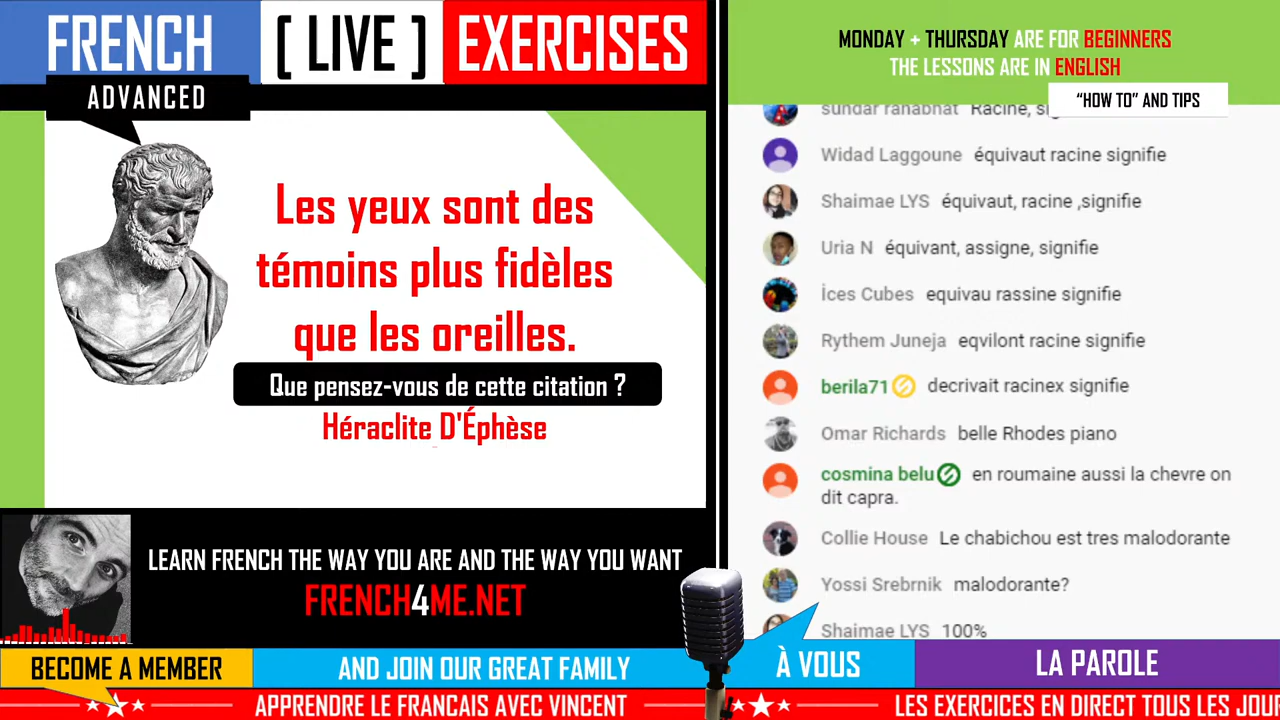 FRENCH [ LIVE ] EXERCISES
ADVANCED
Les yeux sont des
témoins plus fidèles
que les oreilles.
Que pensez-vous de cette citation ?
Héraclite D'Éphèse
LEARN FRENCH THE WAY YOU ARE AND THE WAY YOU WANT
FRENCH4ME.NET
MONDAY + THURSDAY ARE FOR BEGINNERS
THE LESSONS ARE IN ENGLISH
"HOW TO" AND TIPS
sundar ranabhat Racine,
Widad Laggoune équivaut racine signifie
Shaimae LYS équivaut, racine ,signifie
Uria N équivant, assigne, signifie
İces Cubes equivau rassine signifie
Rythem Juneja eqvilont racine signifie
berila71 decrivait racinex signifie
Omar Richards belle Rhodes piano
cosmina belu en roumaine aussi la chevre on
dit capra.
Collie House Le chabichou est tres malodorante
Yossi Srebrnik malodorante?
Shaimae LYS 100%
BECOME A MEMBER AND JOIN OUR GREAT FAMILY À VOUS LA PAROLE
APPRENDRE LE FRANCAIS AVEC VINCENT LES EXERCICES EN DIRECT TOUS LES